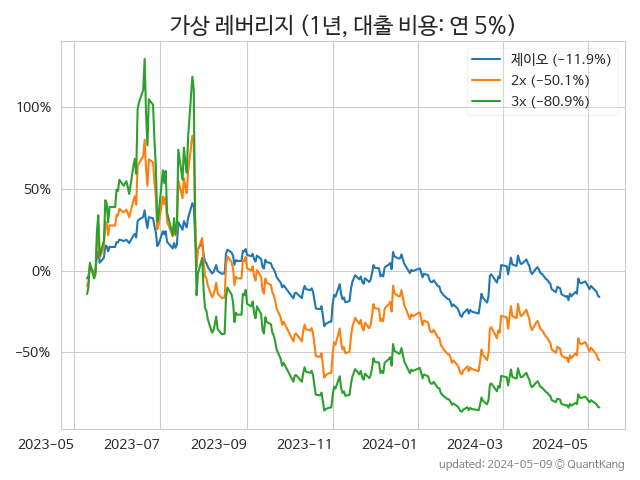 가상 레버리지 (1년, 대출 비용: 연 5%)
제이오 (-11.9%)
2x (-50.1%)
3x (-80.9%)
100%
50%
0%
-50%
2023-05 2023-07 2023-09 2023-11 2024-01 2024-03 2024-05
updated: 2024-05-09 © QuantKang